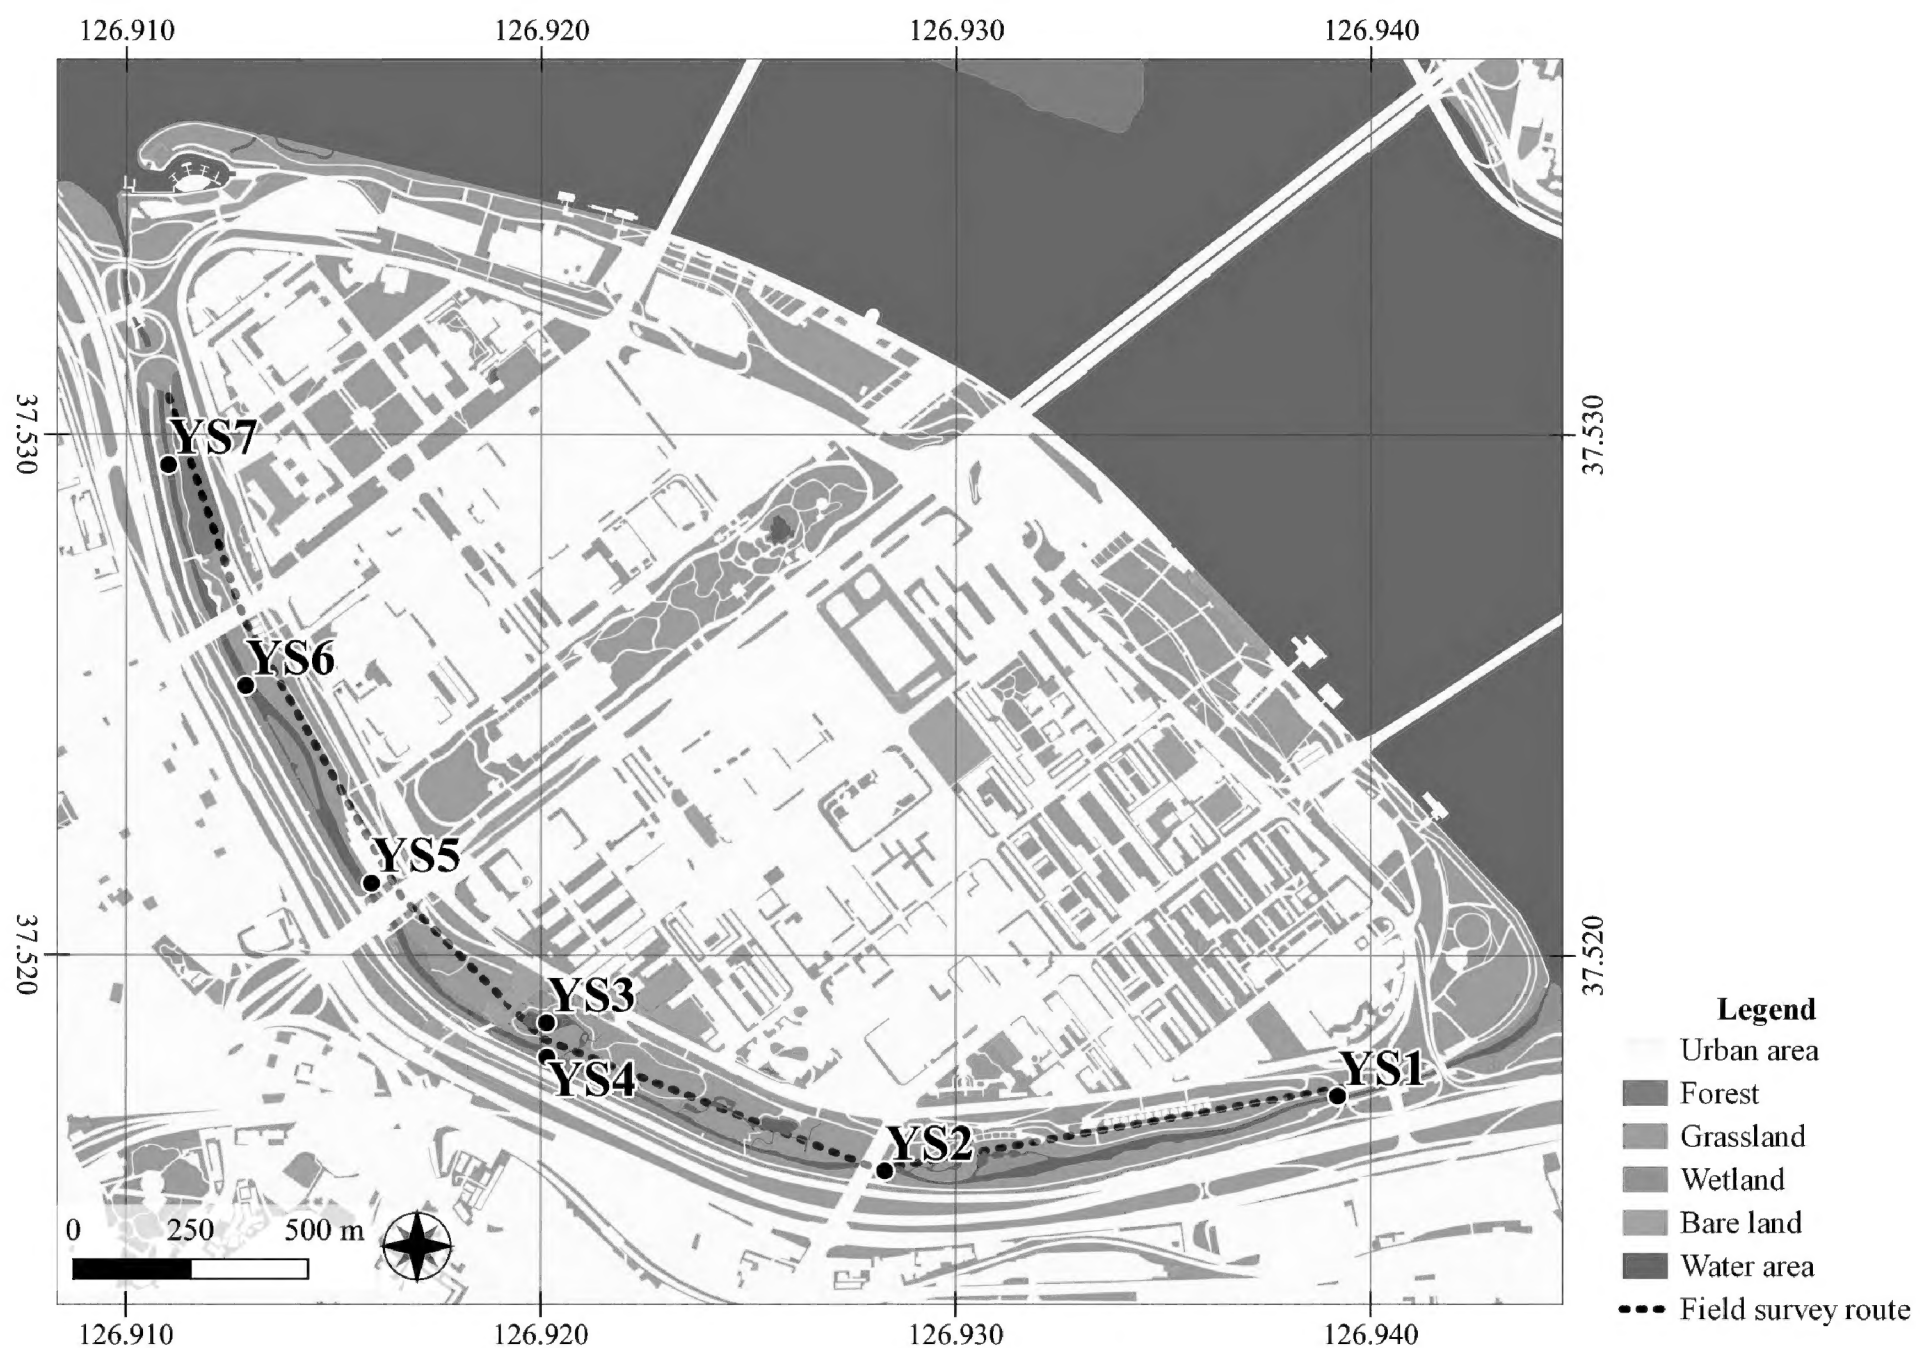 126.910 126.920 126.930 126.940
37.530 37.530
YS7
YS6
YS5
37.520 37.520
YS3
YS4
YS1
YS2
Legend
Urban area
Forest
Grassland
Wetland
Bare land
Water area
Field survey route
0 250 500 m
126.910 126.920 126.930 126.940